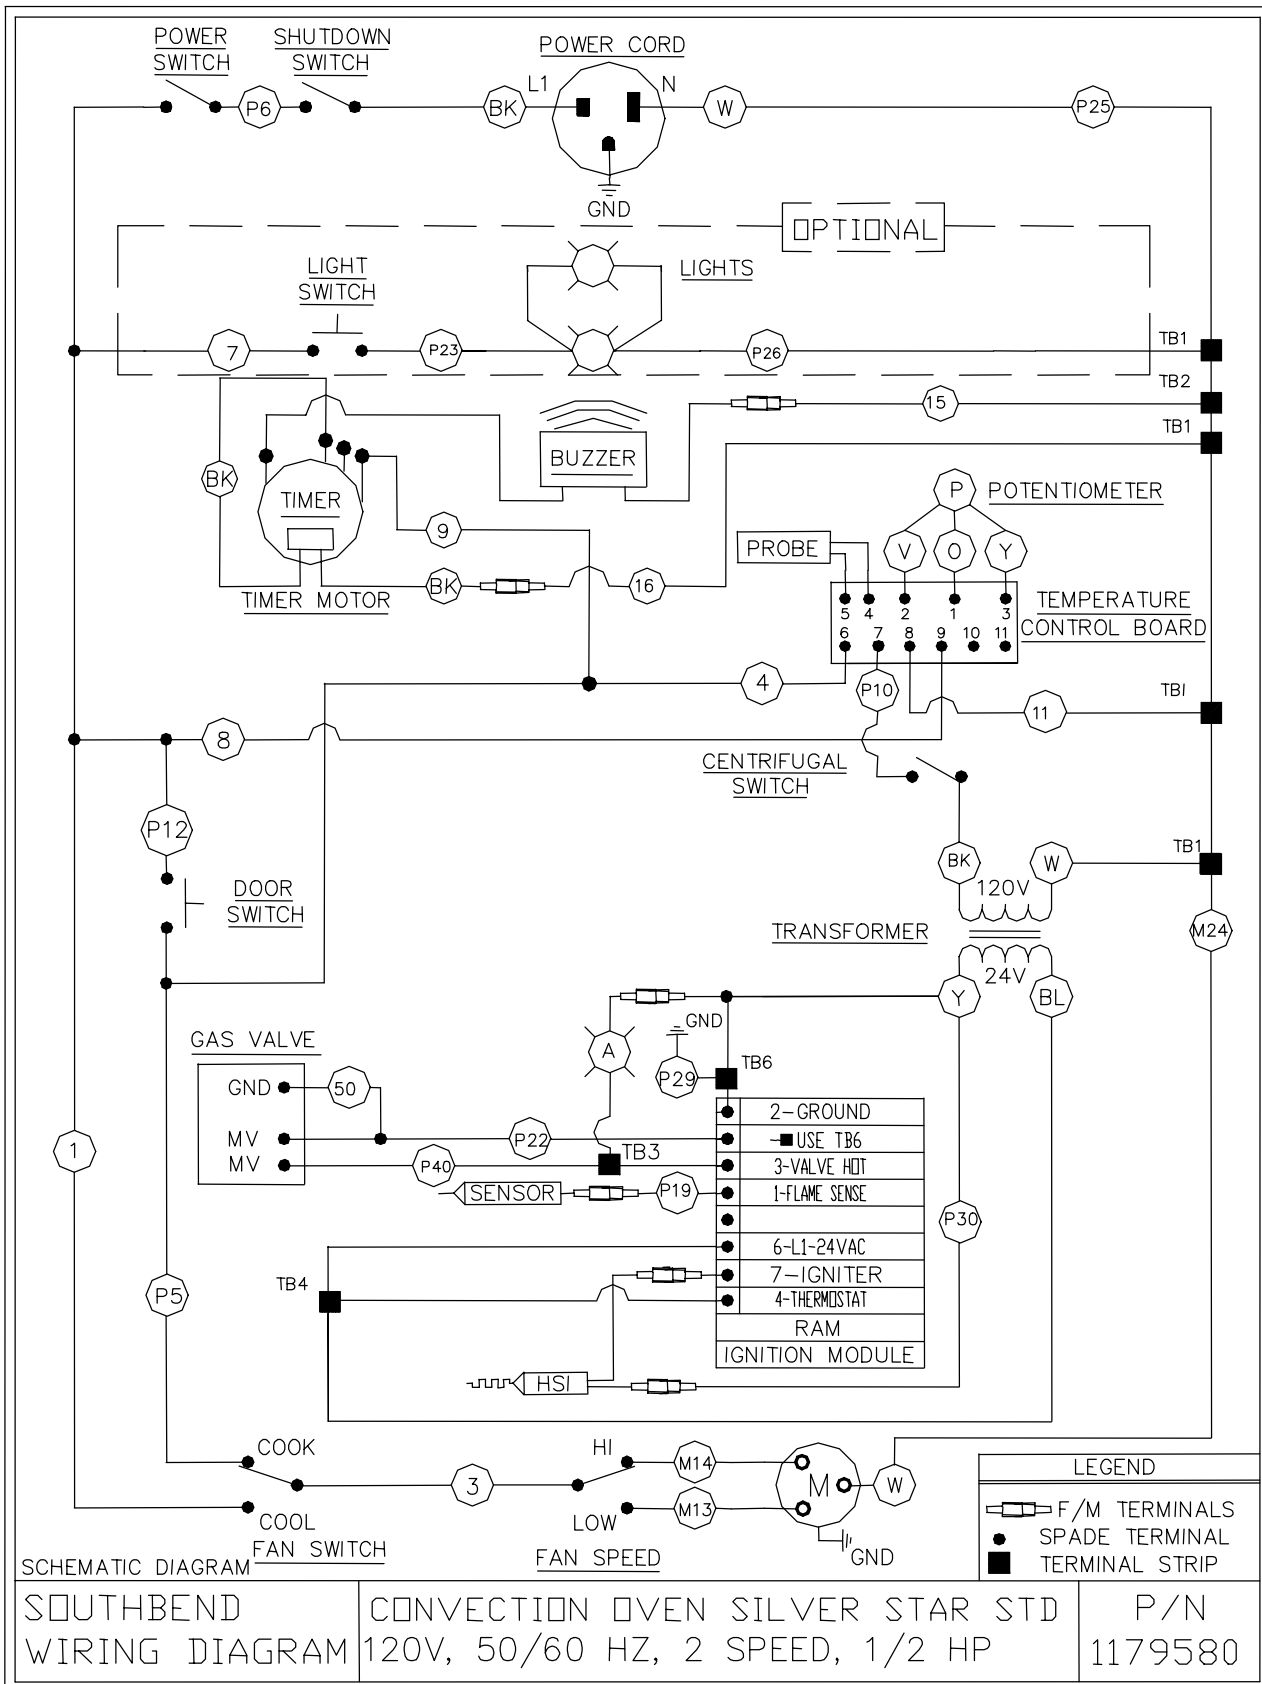 POWER
SWITCH
SHUTDOWN
SWITCH
POWER CORD
L1
N
P6
BK
W
P25
GND
OPTIONAL
LIGHT
SWITCH
LIGHTS
7
P23
P26
TB1
TB2
15
TB1
BUZZER
BK
TIMER
P
POTENTIOMETER
9
PROBE
V
O
Y
BK
16
TIMER MOTOR
5 4 2 1 3
6 7 8 9 10 11
TEMPERATURE
CONTROL BOARD
4
P10
11
TB1
8
CENTRIFUGAL
SWITCH
P12
BK
W
TB1
120V
DOOR
SWITCH
TRANSFORMER
M24
24V
Y
BL
GND
GAS VALVE
A
P29
TB6
GND
50
2-GROUND
MV
P22
USE TB6
1
MV
P40
TB3
3-VALVE HOT
SENSOR
P19
1-FLAME SENSE
P30
6-L1-24VAC
TB4
7-IGNITER
P5
4-THERMOSTAT
RAM
IGNITION MODULE
HSI
COOK
HI
M14
3
M
W
LEGEND
COOL
LOW
M13
F/M TERMINALS
SPADE TERMINAL
TERMINAL STRIP
FAN SWITCH
FAN SPEED
GND
SCHEMATIC DIAGRAM
SOUTHBEND
WIRING DIAGRAM
CONVECTION OVEN SILVER STAR STD
120V, 50/60 HZ, 2 SPEED, 1/2 HP
P/N
1179580